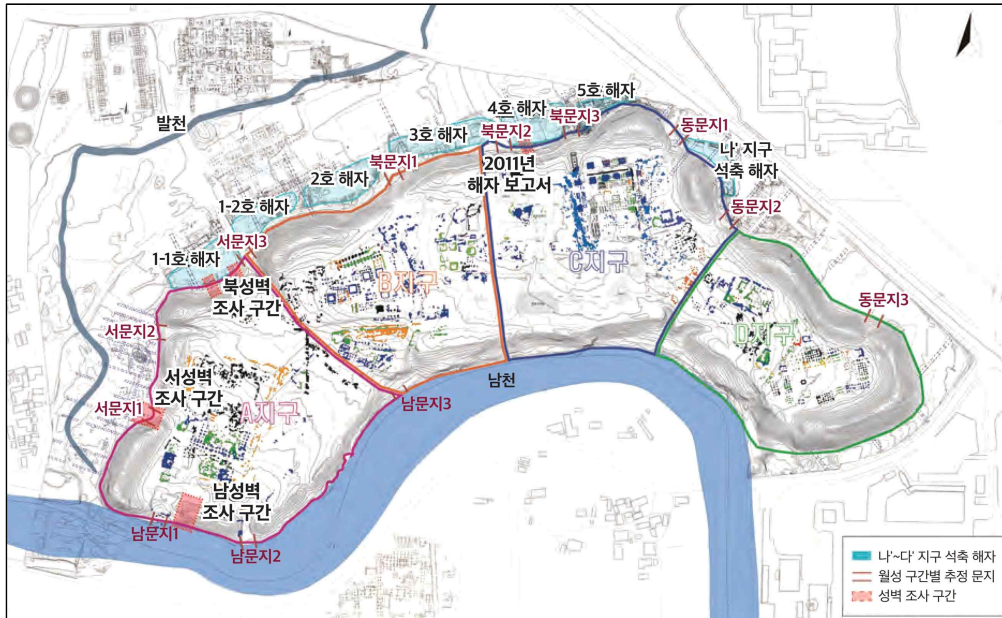 발천
5호 해자
4호 해자
북문지3
3호 해자
북문지2
동문지1
나' 지구
석축 해자
북문지1
2011년
해자 보고서
2호 해자
1-2호 해자
동문지2
서문지3
1-1호 해자
C지구
B지구
북성벽
조사 구간
동문지3
서문지2
D지구
남천
서성벽
조사 구간
서문지1
A지구
남문지3
남성벽
조사 구간
남문지1
남문지2
나'~다' 지구 석축 해자
월성 구간별 추정 문지
성벽 조사 구간